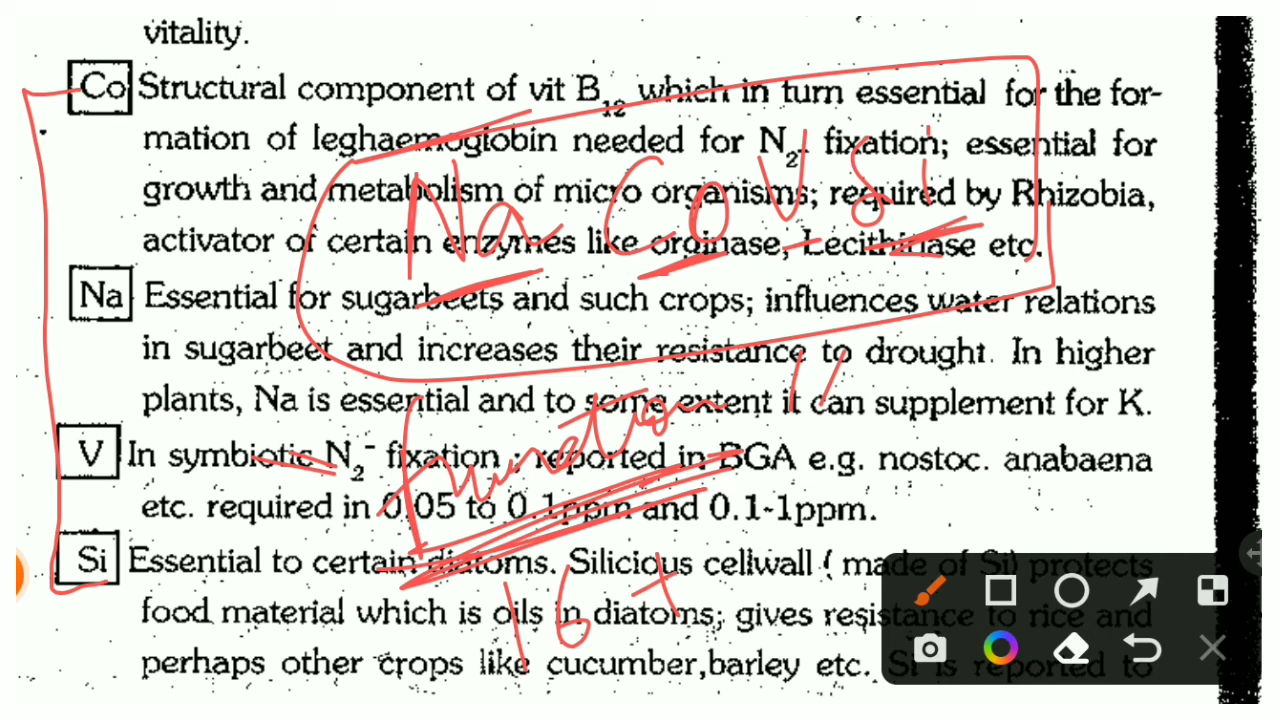 vitality.
Co Structural component of vit B12 which in turn essential for the for-
mation of leghaemoglobin needed for N2- fixation; essential for
growth and metabolism of micro organisms; required by Rhizobia,
activator of certain enzymes like orginase, Lecithinase etc.
Na Co V Si
Na Essential for sugarbeets and such crops; influences water relations
in sugarbeet and increases their resistance to drought. In higher
plants, Na is essential and to some extent it can supplement for K.
function
V In symbiotic N2- fixation ; reported in BGA e.g. nostoc. anabaena
etc. required in 0.05 to 0.1ppm and 0.1-1ppm.
Si Essential to certain diatoms. Silicious cellwall ( made of Si) protects
16+
food material which is oils in diatoms; gives resistance to rice and
perhaps other crops like cucumber,barley etc. Si is reported to